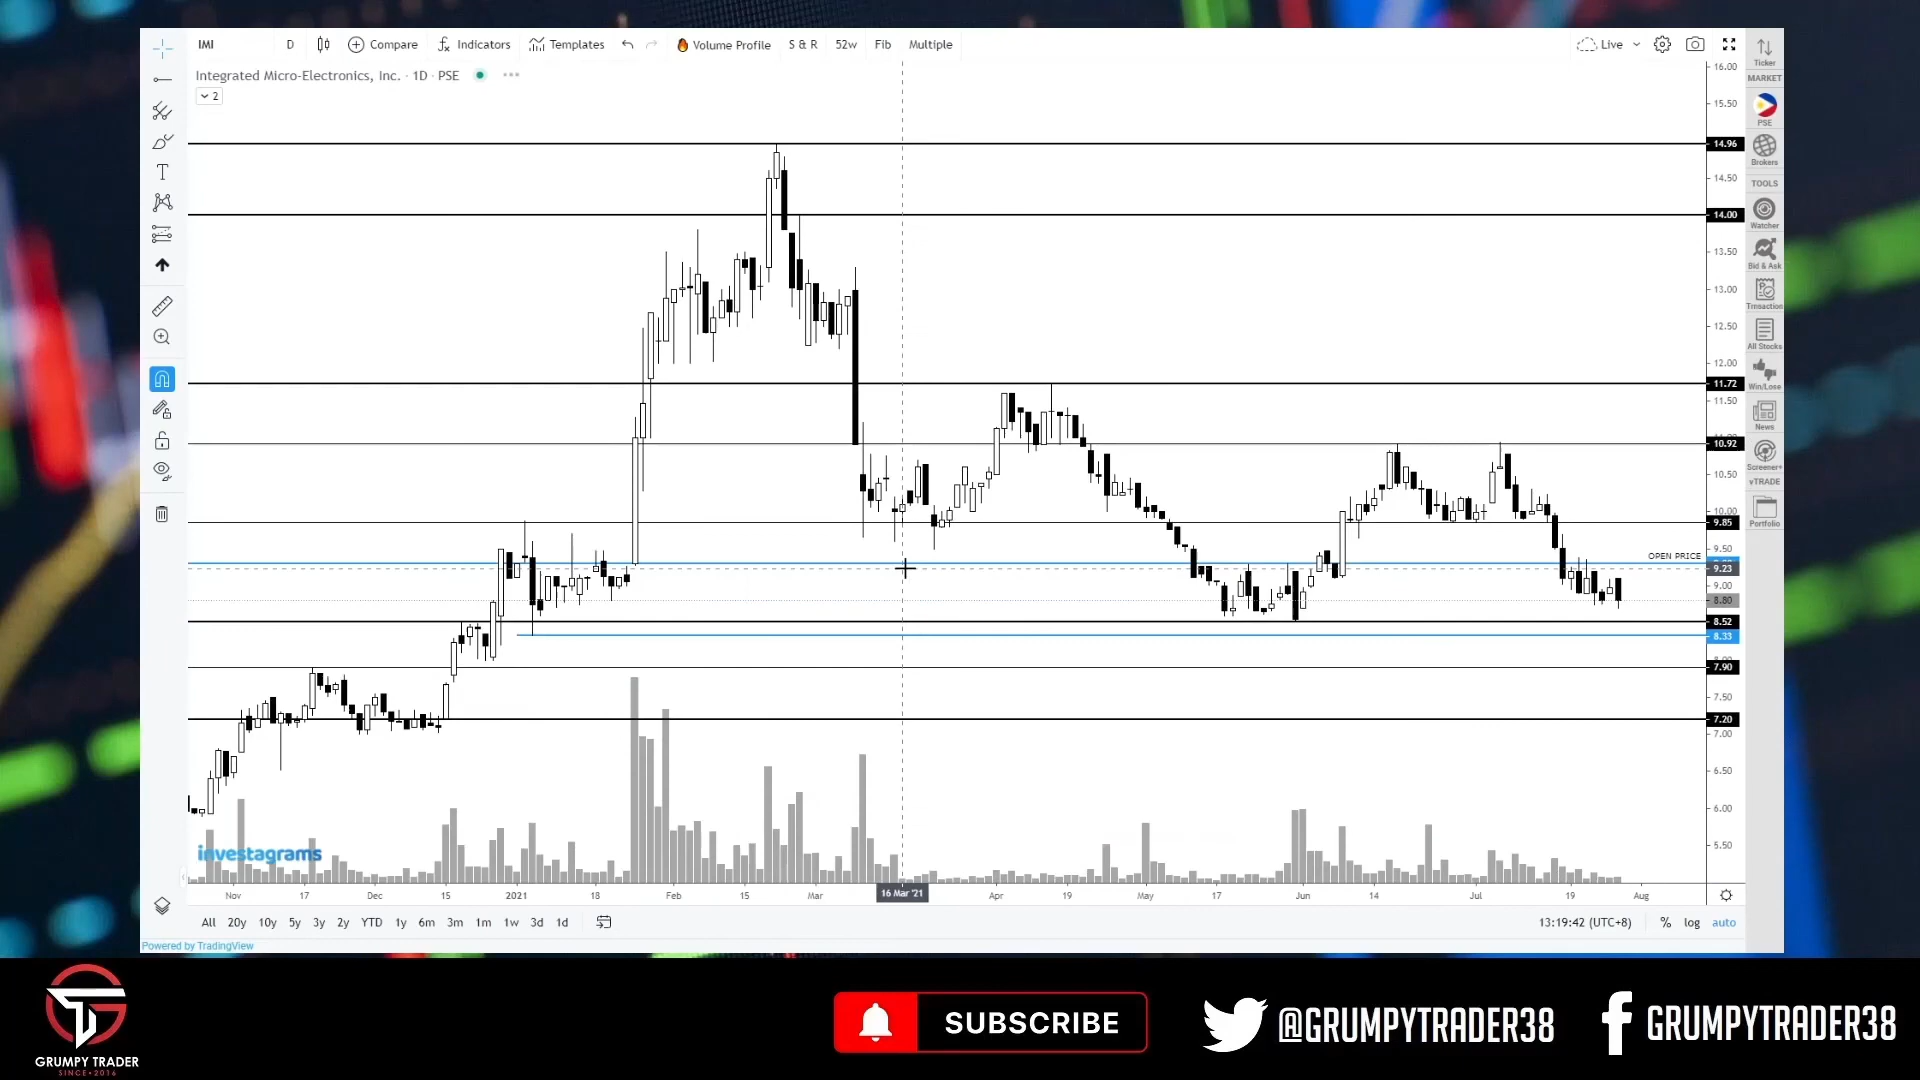 IMI D Compare Indicators Templates Volume Profile S & R 52w Fib Multiple Live
Integrated Micro-Electronics, Inc. · 1D · PSE
2
T
16.00
15.50
14.96
14.50
14.00
13.50
13.00
12.50
12.00
11.72
11.50
10.92
10.50
10.00
9.85
9.50
OPEN PRICE
9.23
9.00
8.80
8.52
8.33
7.90
7.50
7.20
7.00
6.50
6.00
5.50
Ticker
MARKET
PSE
Brokers
TOOLS
Watcher
Bid & Ask
Trnsaction
All Stocks
Win/Lose
News
Screener+
vTRADE
Portfolio
investagrams
Nov 17 Dec 15 2021 18 Feb 15 Mar 16 Mar '21 Apr 19 May 17 Jun 14 Jul 19 Aug
All 20y 10y 5y 3y 2y YTD 1y 6m 3m 1m 1w 3d 1d 13:19:42 (UTC+8) % log auto
Powered by TradingView
GRUMPY TRADER
SINCE•2016
SUBSCRIBE
@GRUMPYTRADER38
GRUMPYTRADER38